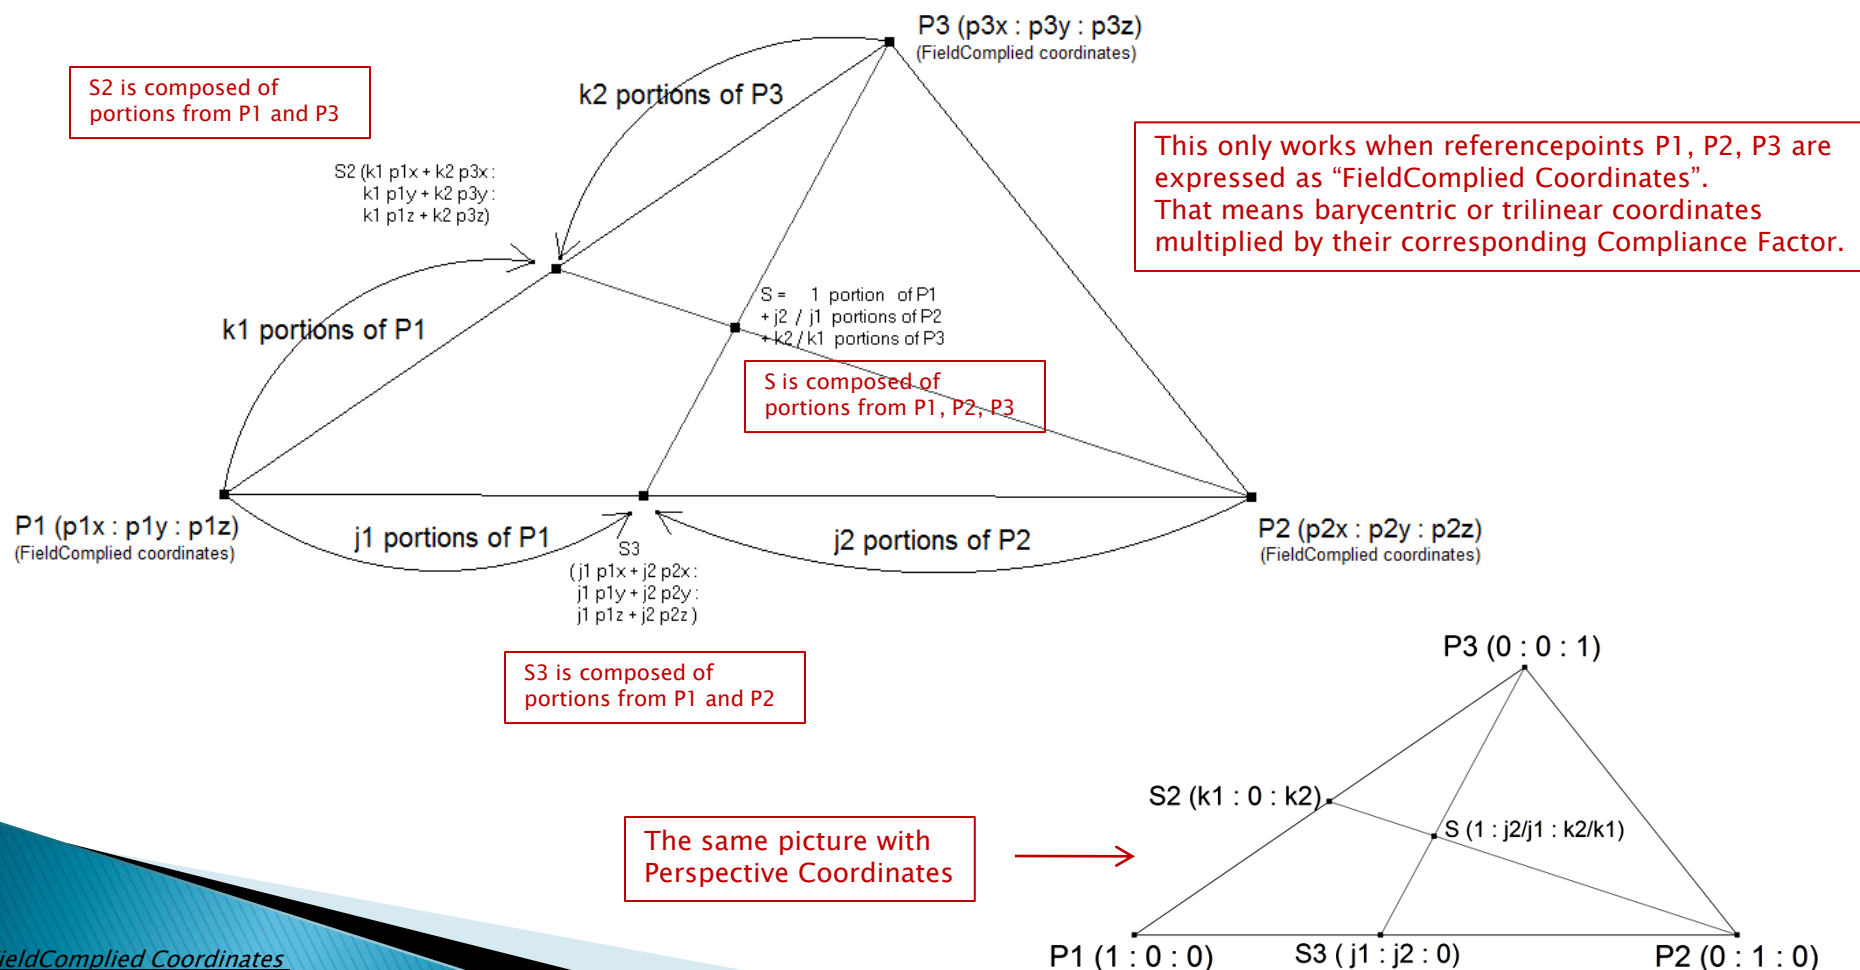 P3 (p3x : p3y : p3z)
(FieldComplied coordinates)
S2 is composed of
portions from P1 and P3
k2 portions of P3
This only works when referencepoints P1, P2, P3 are
expressed as “FieldComplied Coordinates”.
That means barycentric or trilinear coordinates
multiplied by their corresponding Compliance Factor.
S2 (k1 p1x + k2 p3x :
k1 p1y + k2 p3y :
k1 p1z + k2 p3z)
k1 portions of P1
S = 1 portion of P1
+ j2 / j1 portions of P2
+ k2 / k1 portions of P3
S is composed of
portions from P1, P2, P3
P1 (p1x : p1y : p1z)
(FieldComplied coordinates)
j1 portions of P1
j2 portions of P2
P2 (p2x : p2y : p2z)
(FieldComplied coordinates)
S3
( j1 p1x + j2 p2x :
j1 p1y + j2 p2y :
j1 p1z + j2 p2z )
S3 is composed of
portions from P1 and P2
P3 (0 : 0 : 1)
S2 (k1 : 0 : k2)
S (1 : j2/j1 : k2/k1)
The same picture with
Perspective Coordinates
P1 (1 : 0 : 0)
S3 ( j1 : j2 : 0)
P2 (0 : 1 : 0)
ieldComplied Coordinates